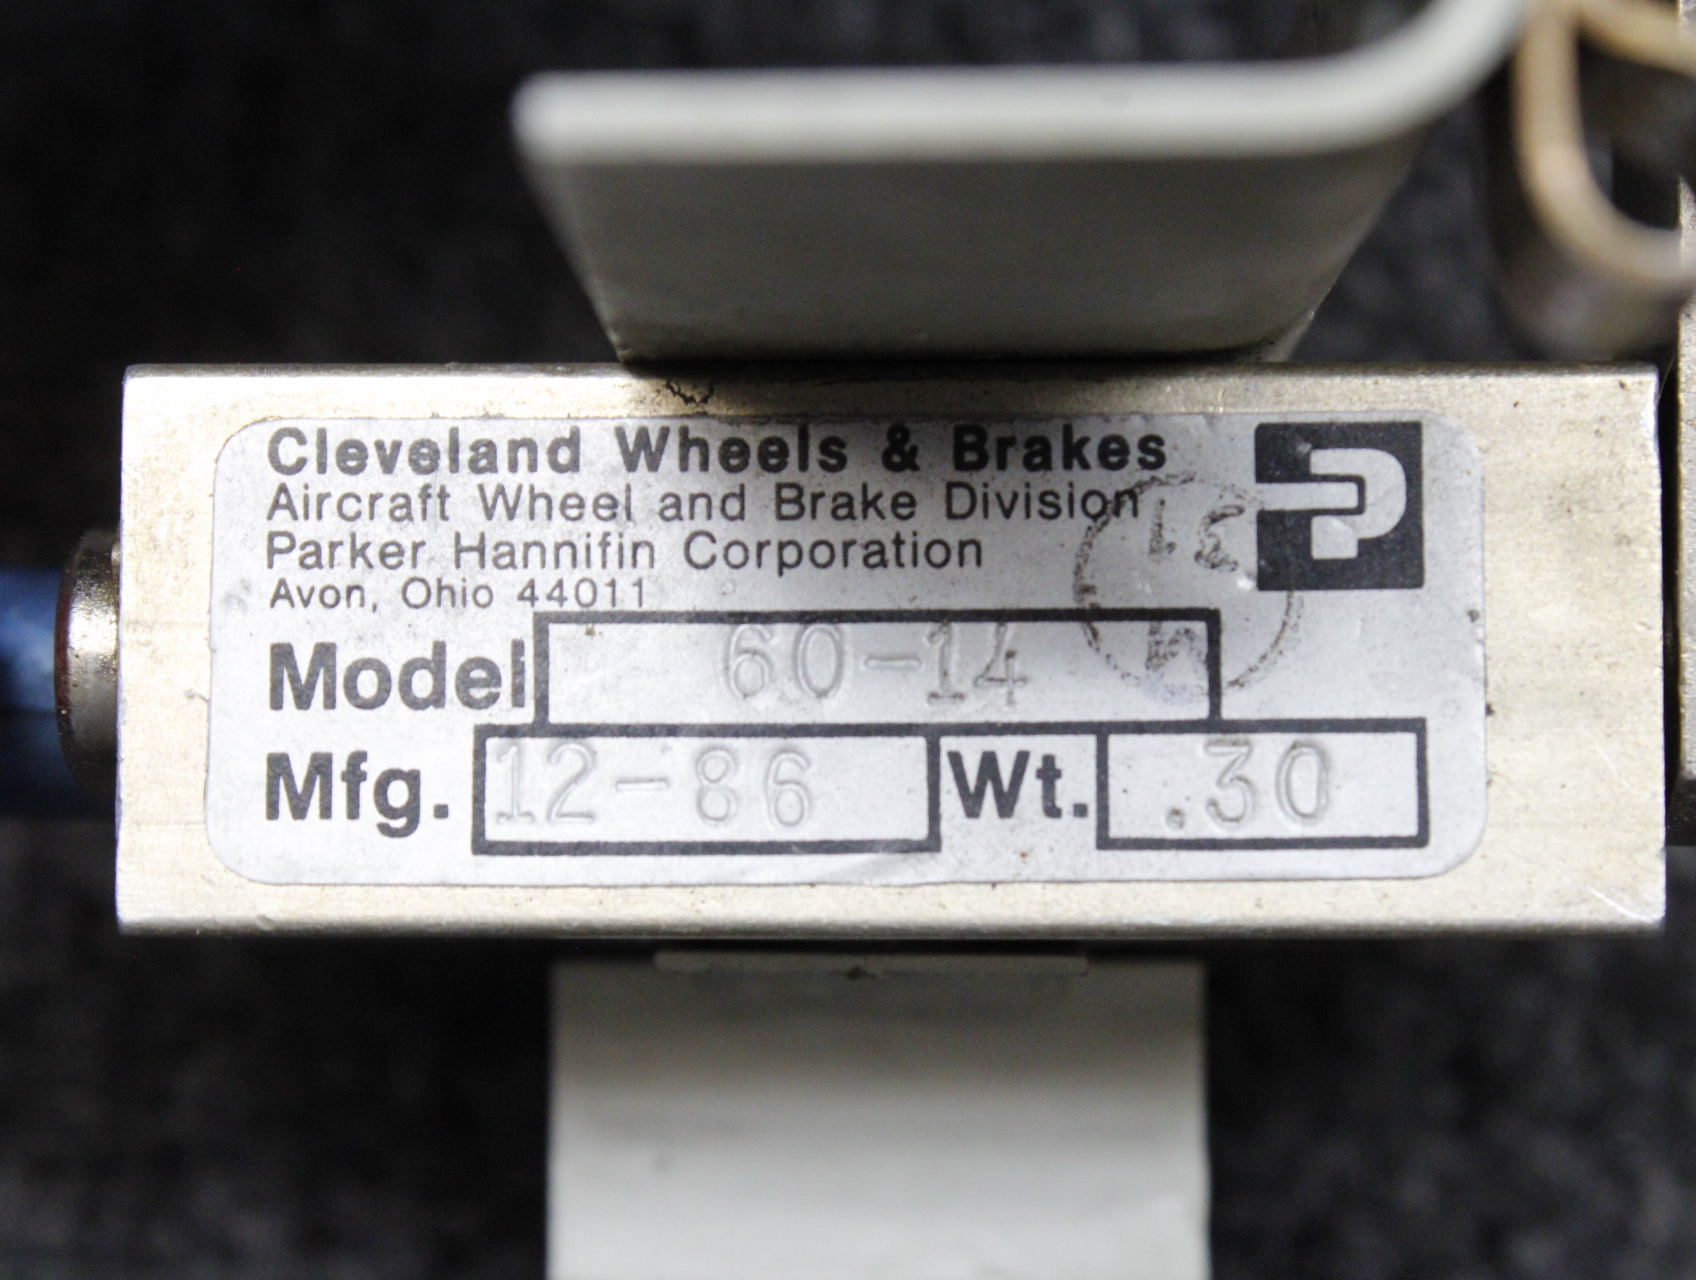 Cleveland Wheels & Brakes
Aircraft Wheel and Brake Division
Parker Hannifin Corporation
Avon, Ohio 44011
Model 60-14
Mfg. 12-86 Wt. .30